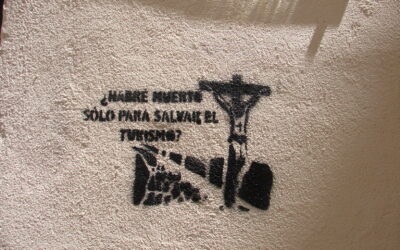 ¿HABRÉ MUERTO
SÓLO PARA SALVAR EL
TURISMO?